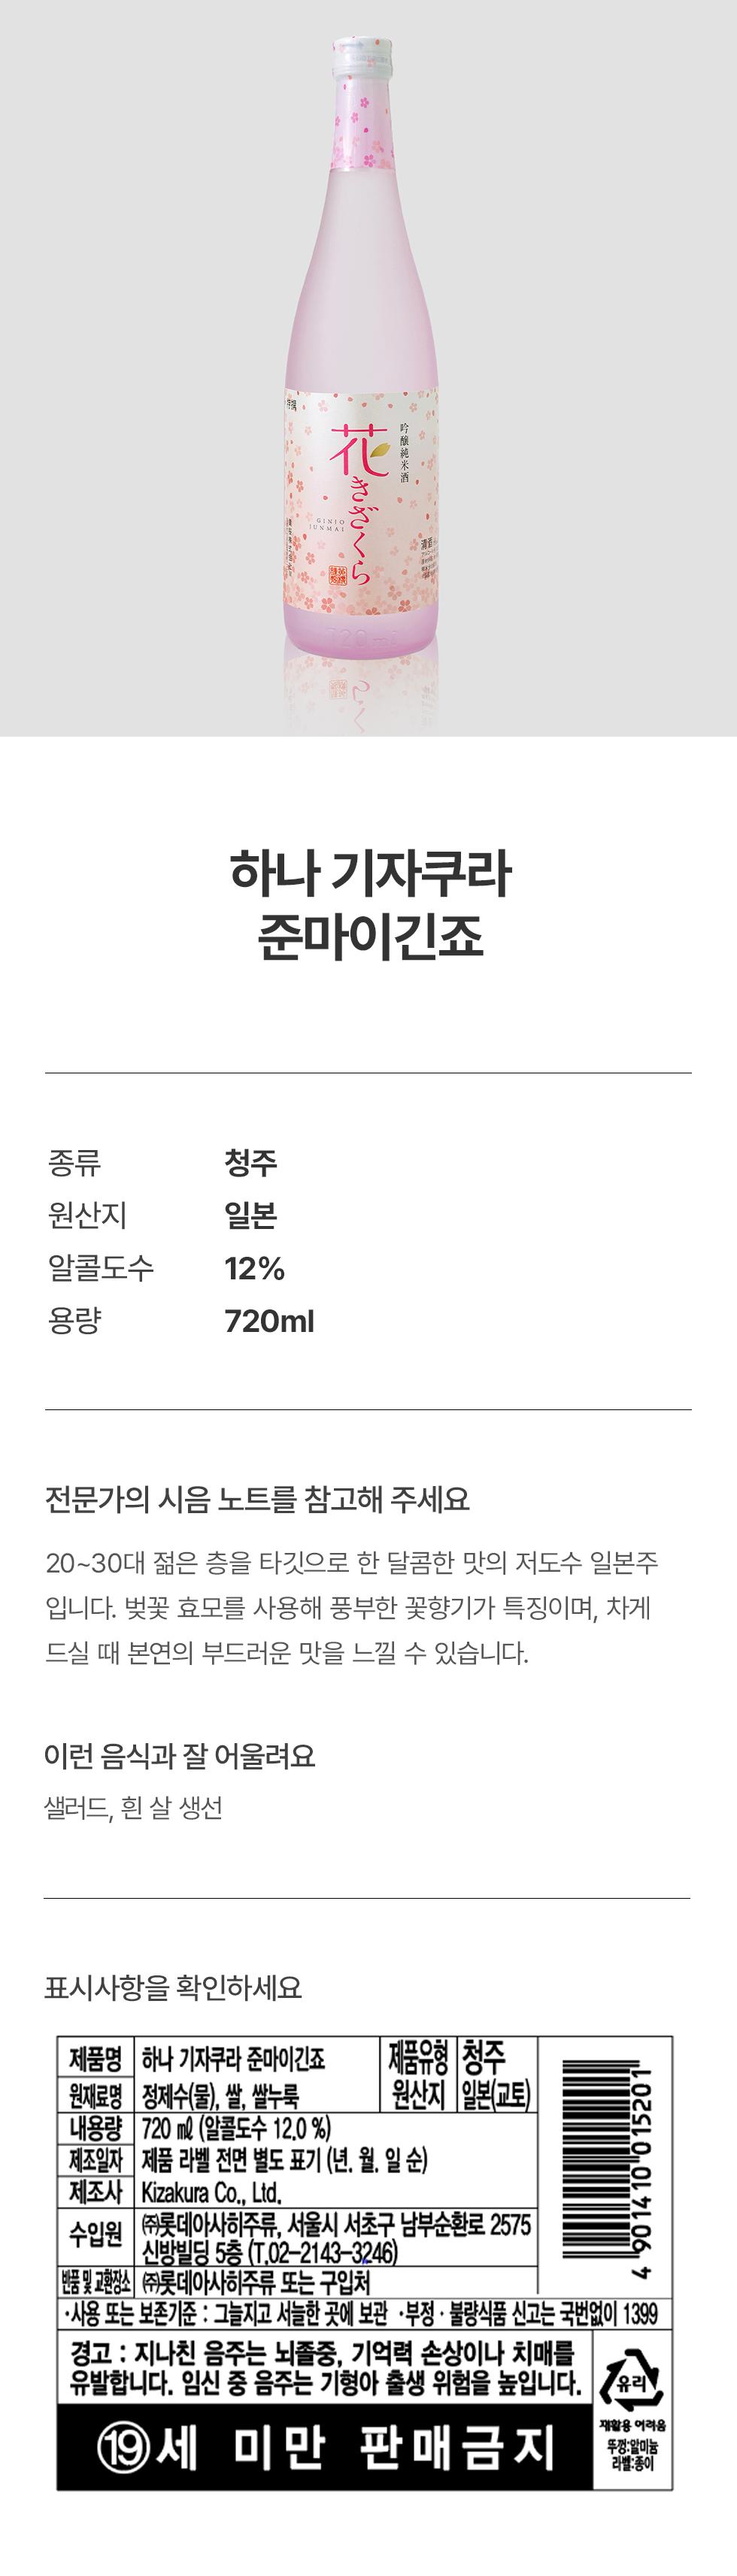 特撰
吟醸純米酒
花きざくら
GINJO
JUNMAI
清酒
720ml
하나 기자쿠라
준마이긴죠
종류 청주
원산지 일본
알콜도수 12%
용량 720ml
전문가의 시음 노트를 참고해 주세요
20~30대 젊은 층을 타깃으로 한 달콤한 맛의 저도수 일본주
입니다. 벚꽃 효모를 사용해 풍부한 꽃향기가 특징이며, 차게
드실 때 본연의 부드러운 맛을 느낄 수 있습니다.
이런 음식과 잘 어울려요
샐러드, 흰 살 생선
표시사항을 확인하세요
제품명 하나 기자쿠라 준마이긴죠 제품유형 청주
원재료명 정제수(물), 쌀, 쌀누룩 원산지 일본(교토)
내용량 720 ㎖ (알콜도수 12.0 %)
제조일자 제품 라벨 전면 별도 표기 (년. 월. 일 순)
제조사 Kizakura Co., Ltd.
수입원 ㈜롯데아사히주류, 서울시 서초구 남부순환로 2575
신방빌딩 5층 (T.02-2143-3246)
반품 및 교환장소 ㈜롯데아사히주류 또는 구입처
4 901410 015201
·사용 또는 보존기준 : 그늘지고 서늘한 곳에 보관 ·부정·불량식품 신고는 국번없이 1399
경고 : 지나친 음주는 뇌졸중, 기억력 손상이나 치매를
유발합니다. 임신 중 음주는 기형아 출생 위험을 높입니다.
⑲세 미만 판매금지
유리
재활용 어려움
뚜껑:알미늄
라벨:종이